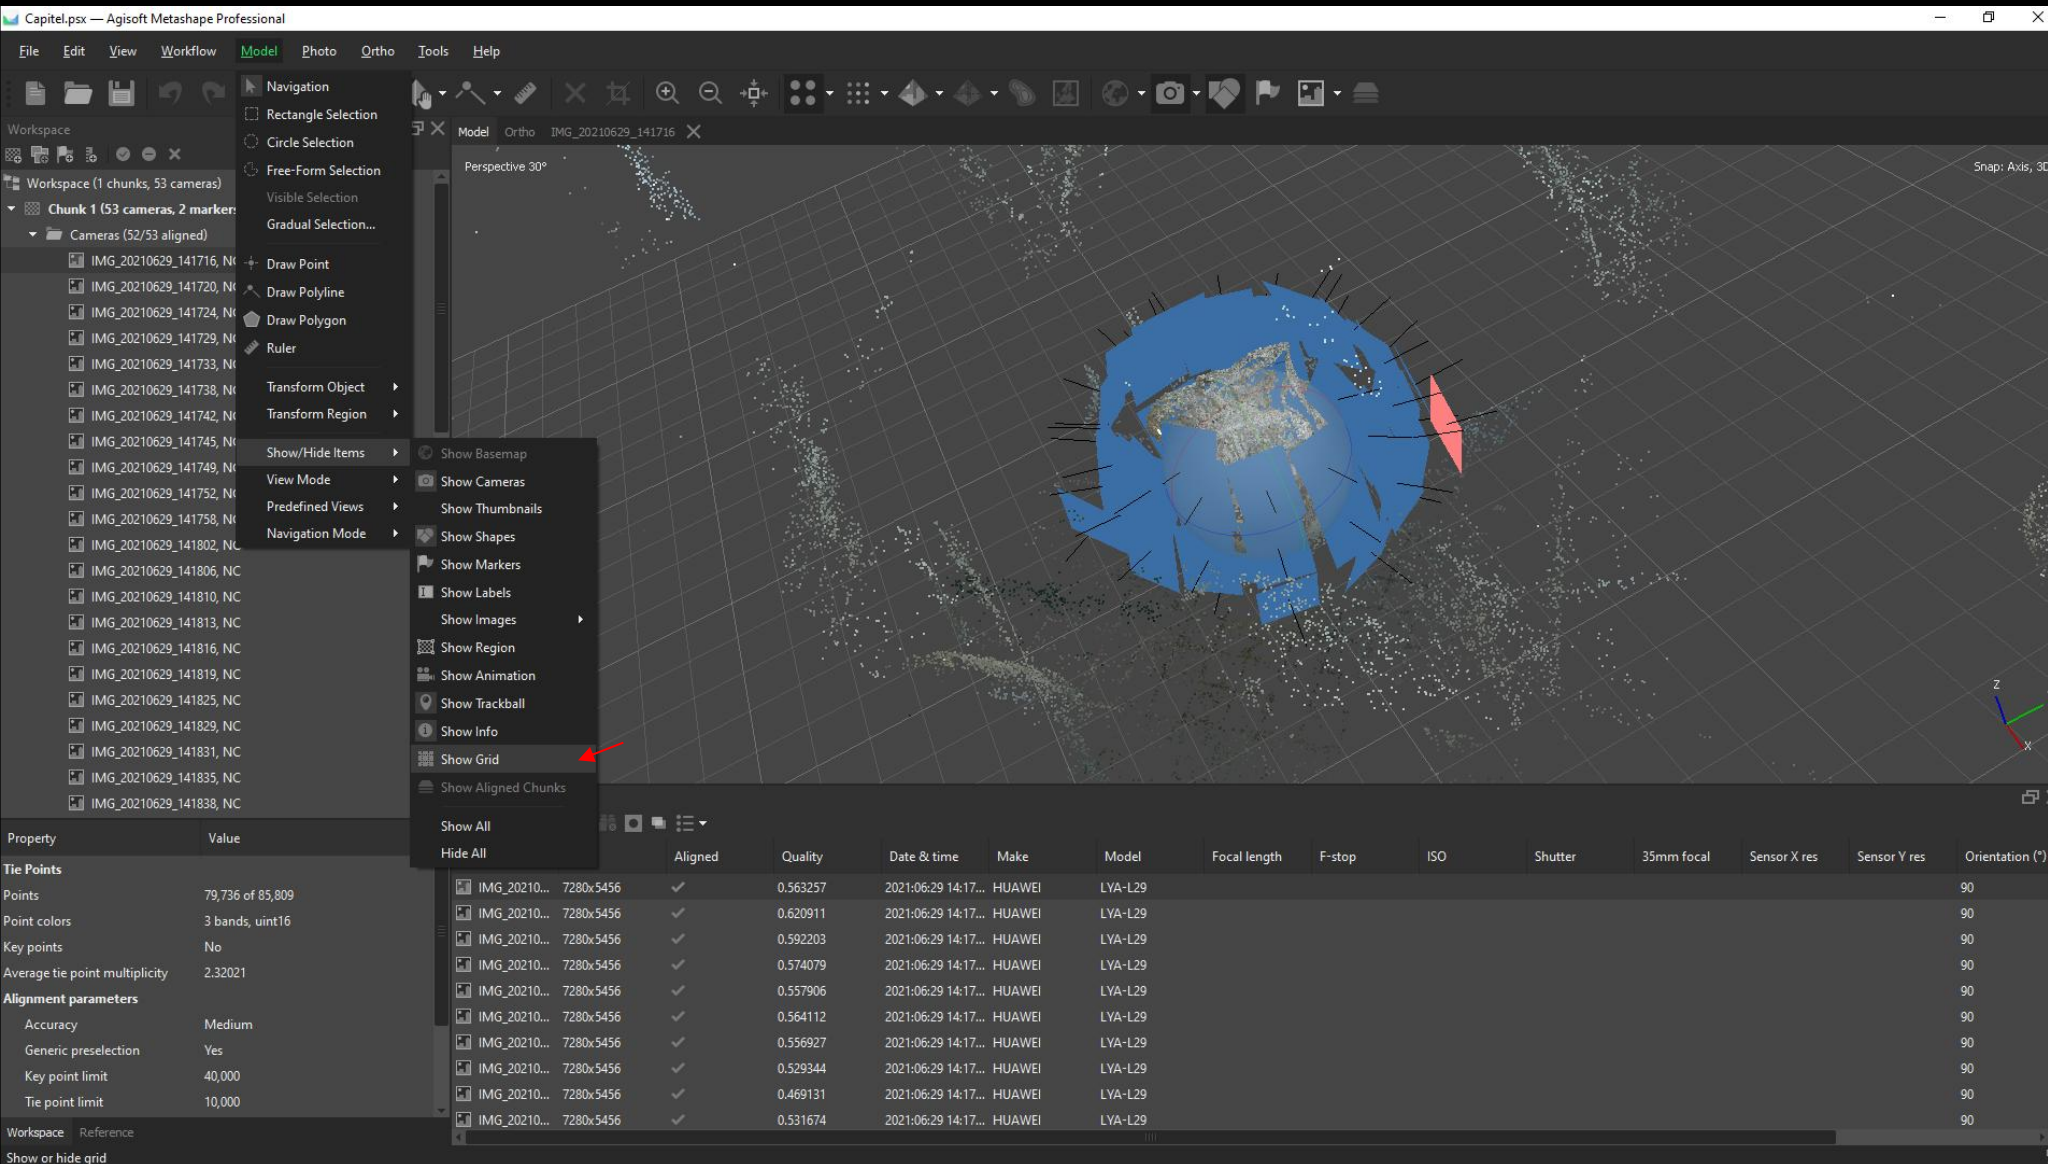 Capitel.psx — Agisoft Metashape Professional
File Edit View Workflow Model Photo Ortho Tools Help
Workspace
Workspace (1 chunks, 53 cameras)
Chunk 1 (53 cameras, 2 markers
Cameras (52/53 aligned)
IMG_20210629_141716, NC
IMG_20210629_141720, NC
IMG_20210629_141724, NC
IMG_20210629_141729, NC
IMG_20210629_141733, NC
IMG_20210629_141738, NC
IMG_20210629_141742, NC
IMG_20210629_141745, NC
IMG_20210629_141749, NC
IMG_20210629_141752, NC
IMG_20210629_141758, NC
IMG_20210629_141802, NC
IMG_20210629_141806, NC
IMG_20210629_141810, NC
IMG_20210629_141813, NC
IMG_20210629_141816, NC
IMG_20210629_141819, NC
IMG_20210629_141825, NC
IMG_20210629_141829, NC
IMG_20210629_141831, NC
IMG_20210629_141835, NC
IMG_20210629_141838, NC
Navigation
Rectangle Selection
Circle Selection
Free-Form Selection
Visible Selection
Gradual Selection...
Draw Point
Draw Polyline
Draw Polygon
Ruler
Transform Object
Transform Region
Show/Hide Items
View Mode
Predefined Views
Navigation Mode
Show Basemap
Show Cameras
Show Thumbnails
Show Shapes
Show Markers
Show Labels
Show Images
Show Region
Show Animation
Show Trackball
Show Info
Show Grid
Show Aligned Chunks
Show All
Hide All
Model Ortho IMG_20210629_141716
Perspective 30°
Snap: Axis, 3D
Z
X
Property Value
Tie Points
Points 79,736 of 85,809
Point colors 3 bands, uint16
Key points No
Average tie point multiplicity 2.32021
Alignment parameters
Accuracy Medium
Generic preselection Yes
Key point limit 40,000
Tie point limit 10,000
Workspace Reference
Show or hide grid
Aligned Quality Date & time Make Model Focal length F-stop ISO Shutter 35mm focal Sensor X res Sensor Y res Orientation (°)
IMG_20210... 7280x5456 0.563257 2021:06:29 14:17... HUAWEI LYA-L29 90
IMG_20210... 7280x5456 0.620911 2021:06:29 14:17... HUAWEI LYA-L29 90
IMG_20210... 7280x5456 0.592203 2021:06:29 14:17... HUAWEI LYA-L29 90
IMG_20210... 7280x5456 0.574079 2021:06:29 14:17... HUAWEI LYA-L29 90
IMG_20210... 7280x5456 0.557906 2021:06:29 14:17... HUAWEI LYA-L29 90
IMG_20210... 7280x5456 0.564112 2021:06:29 14:17... HUAWEI LYA-L29 90
IMG_20210... 7280x5456 0.556927 2021:06:29 14:17... HUAWEI LYA-L29 90
IMG_20210... 7280x5456 0.529344 2021:06:29 14:17... HUAWEI LYA-L29 90
IMG_20210... 7280x5456 0.469131 2021:06:29 14:17... HUAWEI LYA-L29 90
IMG_20210... 7280x5456 0.531674 2021:06:29 14:17... HUAWEI LYA-L29 90